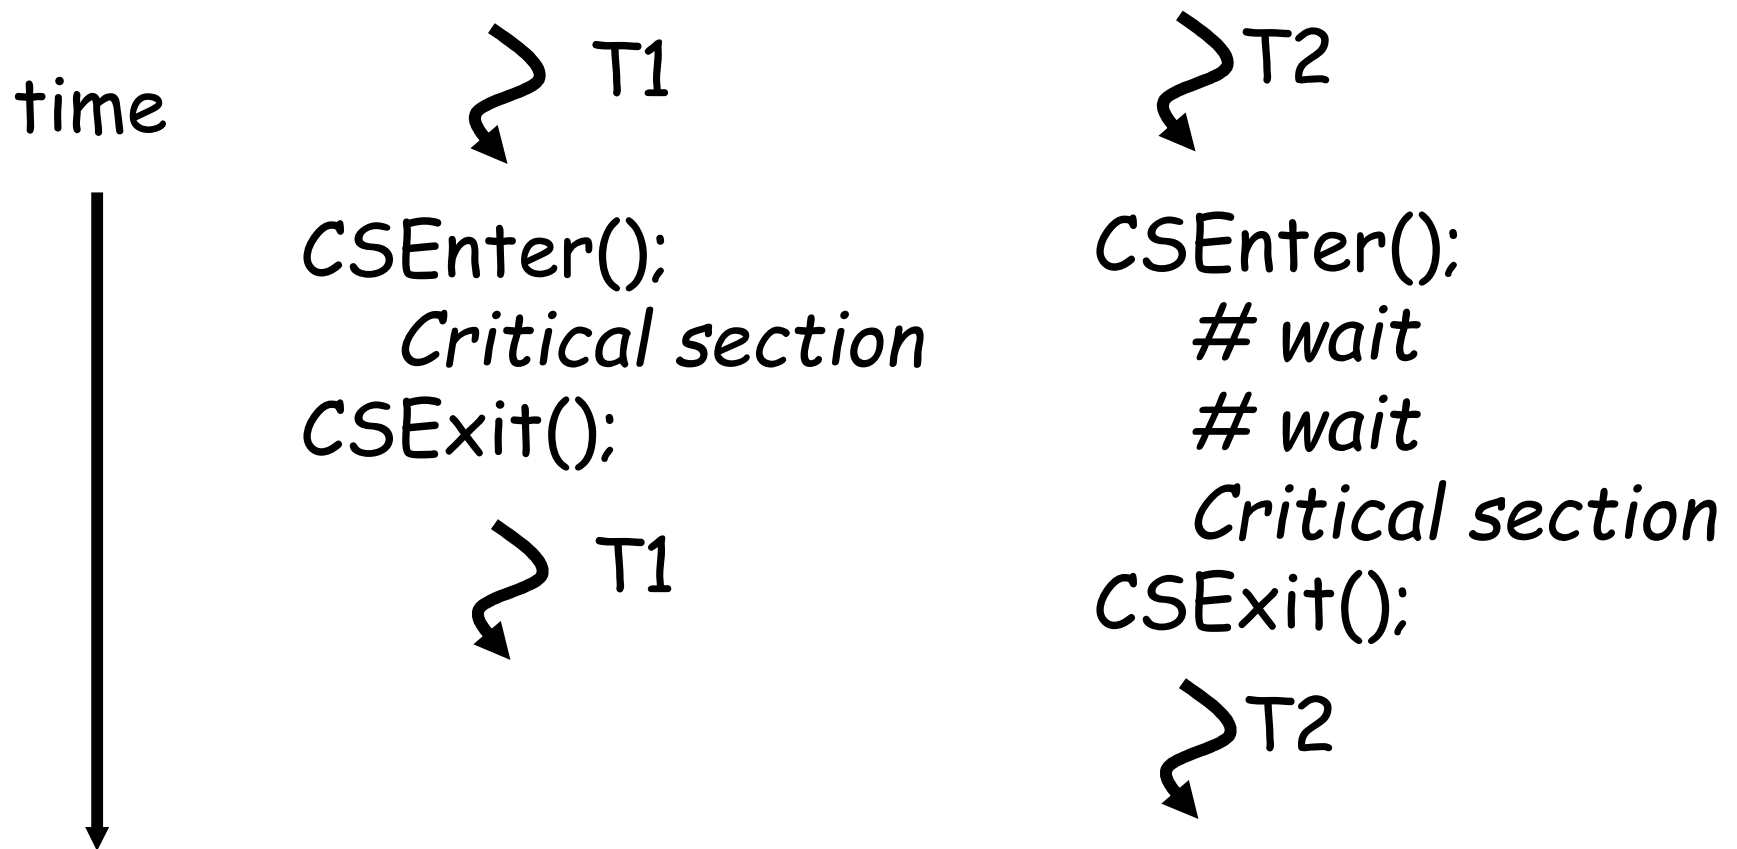 time
T1
CSEnter();
Critical section
CSExit();
T1
T2
CSEnter();
# wait
# wait
Critical section
CSExit();
T2